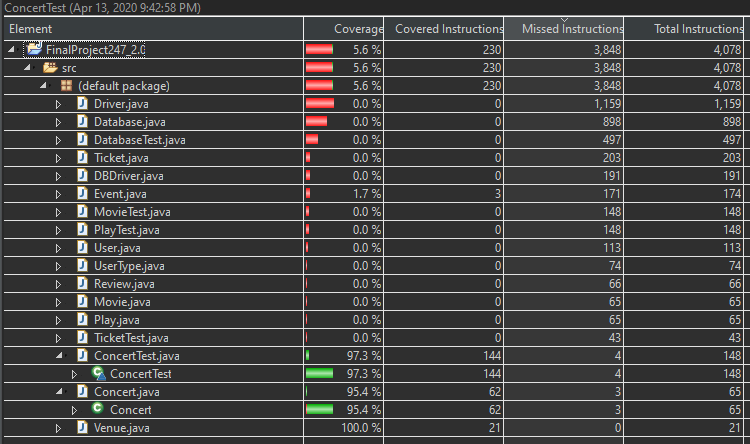 ConcertTest (Apr 13, 2020 9:42:58 PM)
Element Coverage Covered Instructions Missed Instructions Total Instructions
FinalProject247_2.0 5.6 % 230 3,848 4,078
src 5.6 % 230 3,848 4,078
(default package) 5.6 % 230 3,848 4,078
Driver.java 0.0 % 0 1,159 1,159
Database.java 0.0 % 0 898 898
DatabaseTest.java 0.0 % 0 497 497
Ticket.java 0.0 % 0 203 203
DBDriver.java 0.0 % 0 191 191
Event.java 1.7 % 3 171 174
MovieTest.java 0.0 % 0 148 148
PlayTest.java 0.0 % 0 148 148
User.java 0.0 % 0 113 113
UserType.java 0.0 % 0 74 74
Review.java 0.0 % 0 66 66
Movie.java 0.0 % 0 65 65
Play.java 0.0 % 0 65 65
TicketTest.java 0.0 % 0 43 43
ConcertTest.java 97.3 % 144 4 148
ConcertTest 97.3 % 144 4 148
Concert.java 95.4 % 62 3 65
Concert 95.4 % 62 3 65
Venue.java 100.0 % 21 0 21